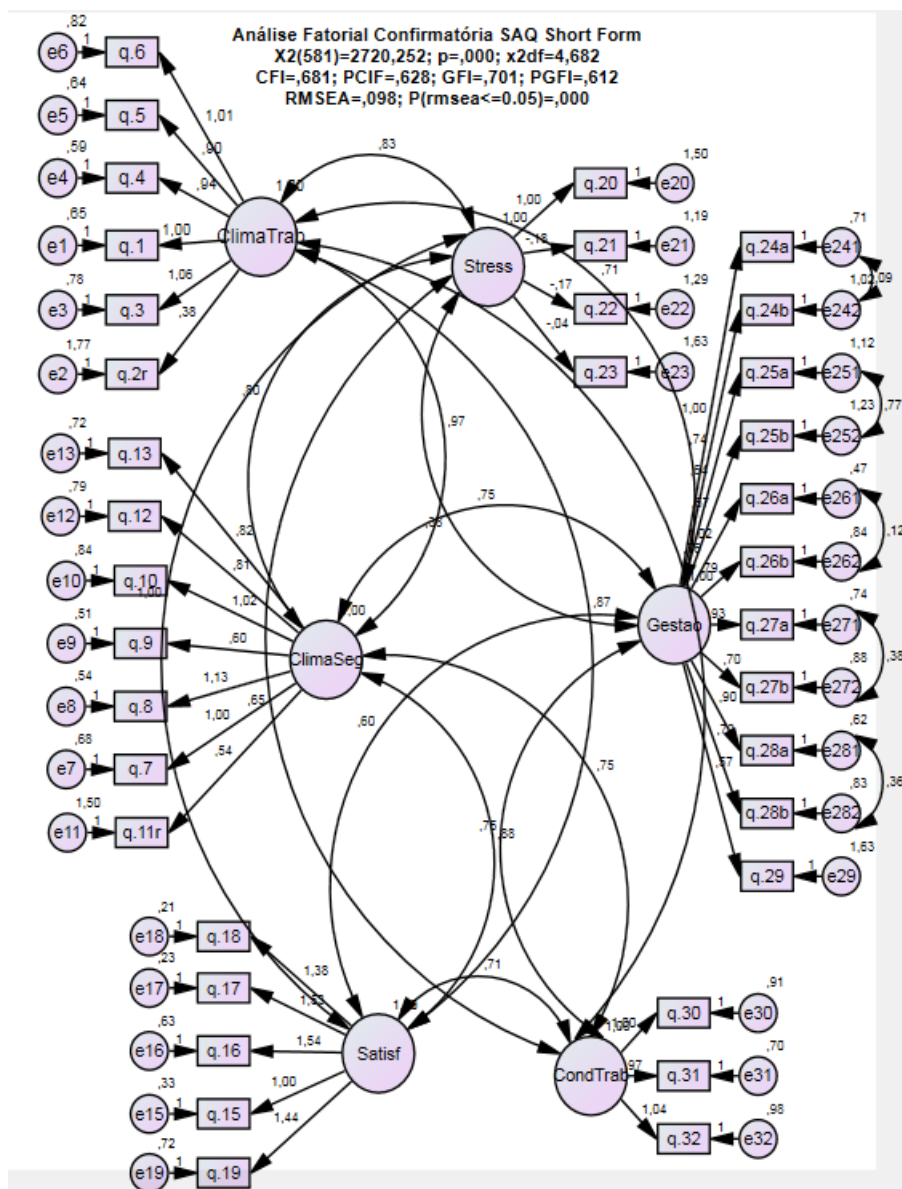 Análise Fatorial Confirmatória SAQ Short Form
X2(581)=2720,252; p=,000; x2df=4,682
CFI=,681; PCIF=,628; GFI=,701; PGFI=,612
RMSEA=,098; P(rmsea<=0.05)=,000
,82
e6 1 q.6
,64
e5 1 q.5
,59
e4 1 q.4
,65
e1 1 q.1
,78
e3 1 q.3
1,77
e2 1 q.2r
1,01
,90
,94
1,00
1,06
,38
ClimaTrab
,83
Stress
1,00
1,00
-,18
-,17
-,04
,71
1,50
q.20 1 e20
1,19
q.21 1 e21
1,29
q.22 1 e22
1,63
q.23 1 e23
,71
q.24a 1 e241
1,02 ,09
q.24b 1 e242
1,12
q.25a 1 e251
1,23 ,77
q.25b 1 e252
,47
q.26a 1 e261
,84 ,12
q.26b 1 e262
,74
q.27a 1 e271
,88 ,38
q.27b 1 e272
,62
q.28a 1 e281
,83 ,36
q.28b 1 e282
1,63
q.29 1 e29
1,00
,74
,79
,93
,70
,90
,57
Gestao
,72
e13 1 q.13
,79
e12 1 q.12
,84
e10 1 q.10
,51
e9 1 q.9
,54
e8 1 q.8
,68
e7 1 q.7
1,50
e11 1 q.11r
,82
,81
1,02
,60
1,13
,65
1,00
,54
ClimaSeg
,80
,97
,75
,87
,60
,75
,75
,21
e18 1 q.18
,23
e17 1 q.17
,63
e16 1 q.16
,33
e15 1 q.15
,72
e19 1 q.19
1,38
1,54
1,00
1,44
Satisf
,71
CondTrab
,97
1,04
,91
q.30 1 e30
,70
q.31 1 e31
,98
q.32 1 e32